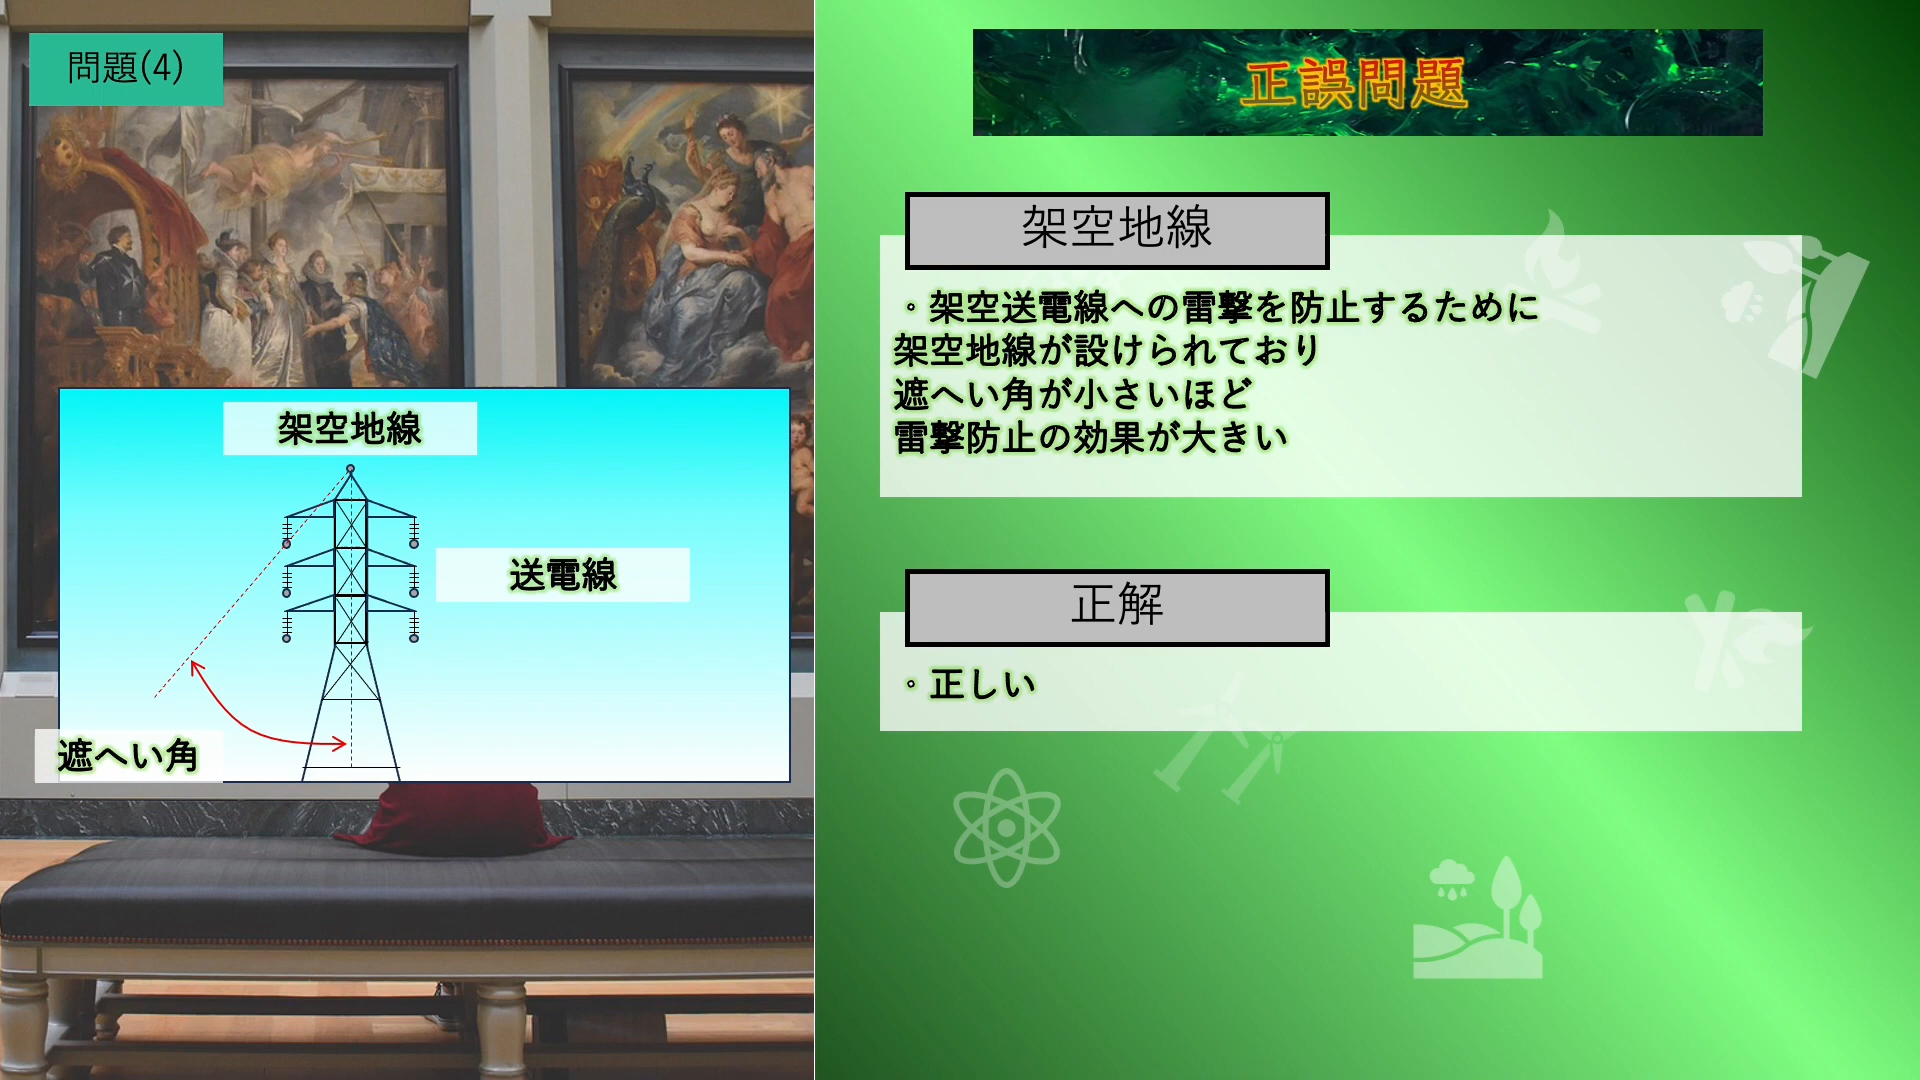 問題(4)
架空地線
送電線
遮へい角
正誤問題
架空地線
・架空送電線への雷撃を防止するために
架空地線が設けられており
遮へい角が小さいほど
雷撃防止の効果が大きい
正解
・正しい